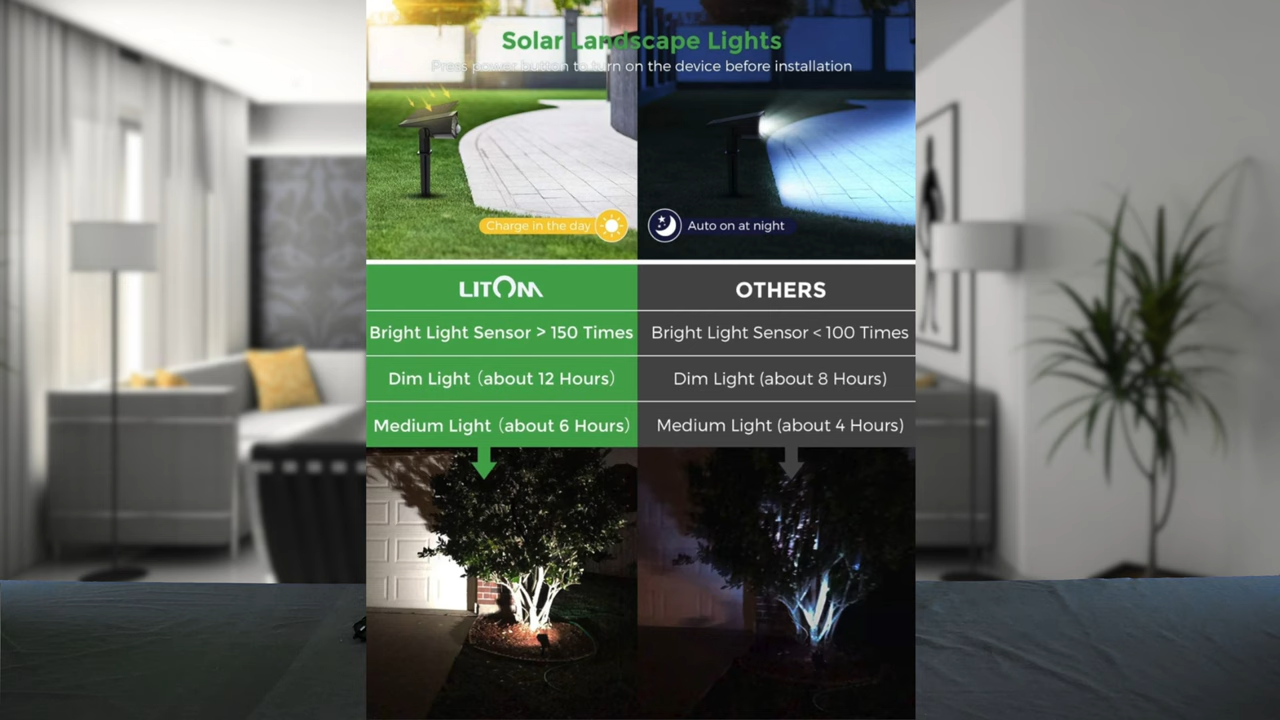 Solar Landscape Lights
Press power button to turn on the device before installation
Charge in the day
Auto on at night
LITOM
OTHERS
Bright Light Sensor > 150 Times
Bright Light Sensor < 100 Times
Dim Light (about 12 Hours)
Dim Light (about 8 Hours)
Medium Light (about 6 Hours)
Medium Light (about 4 Hours)